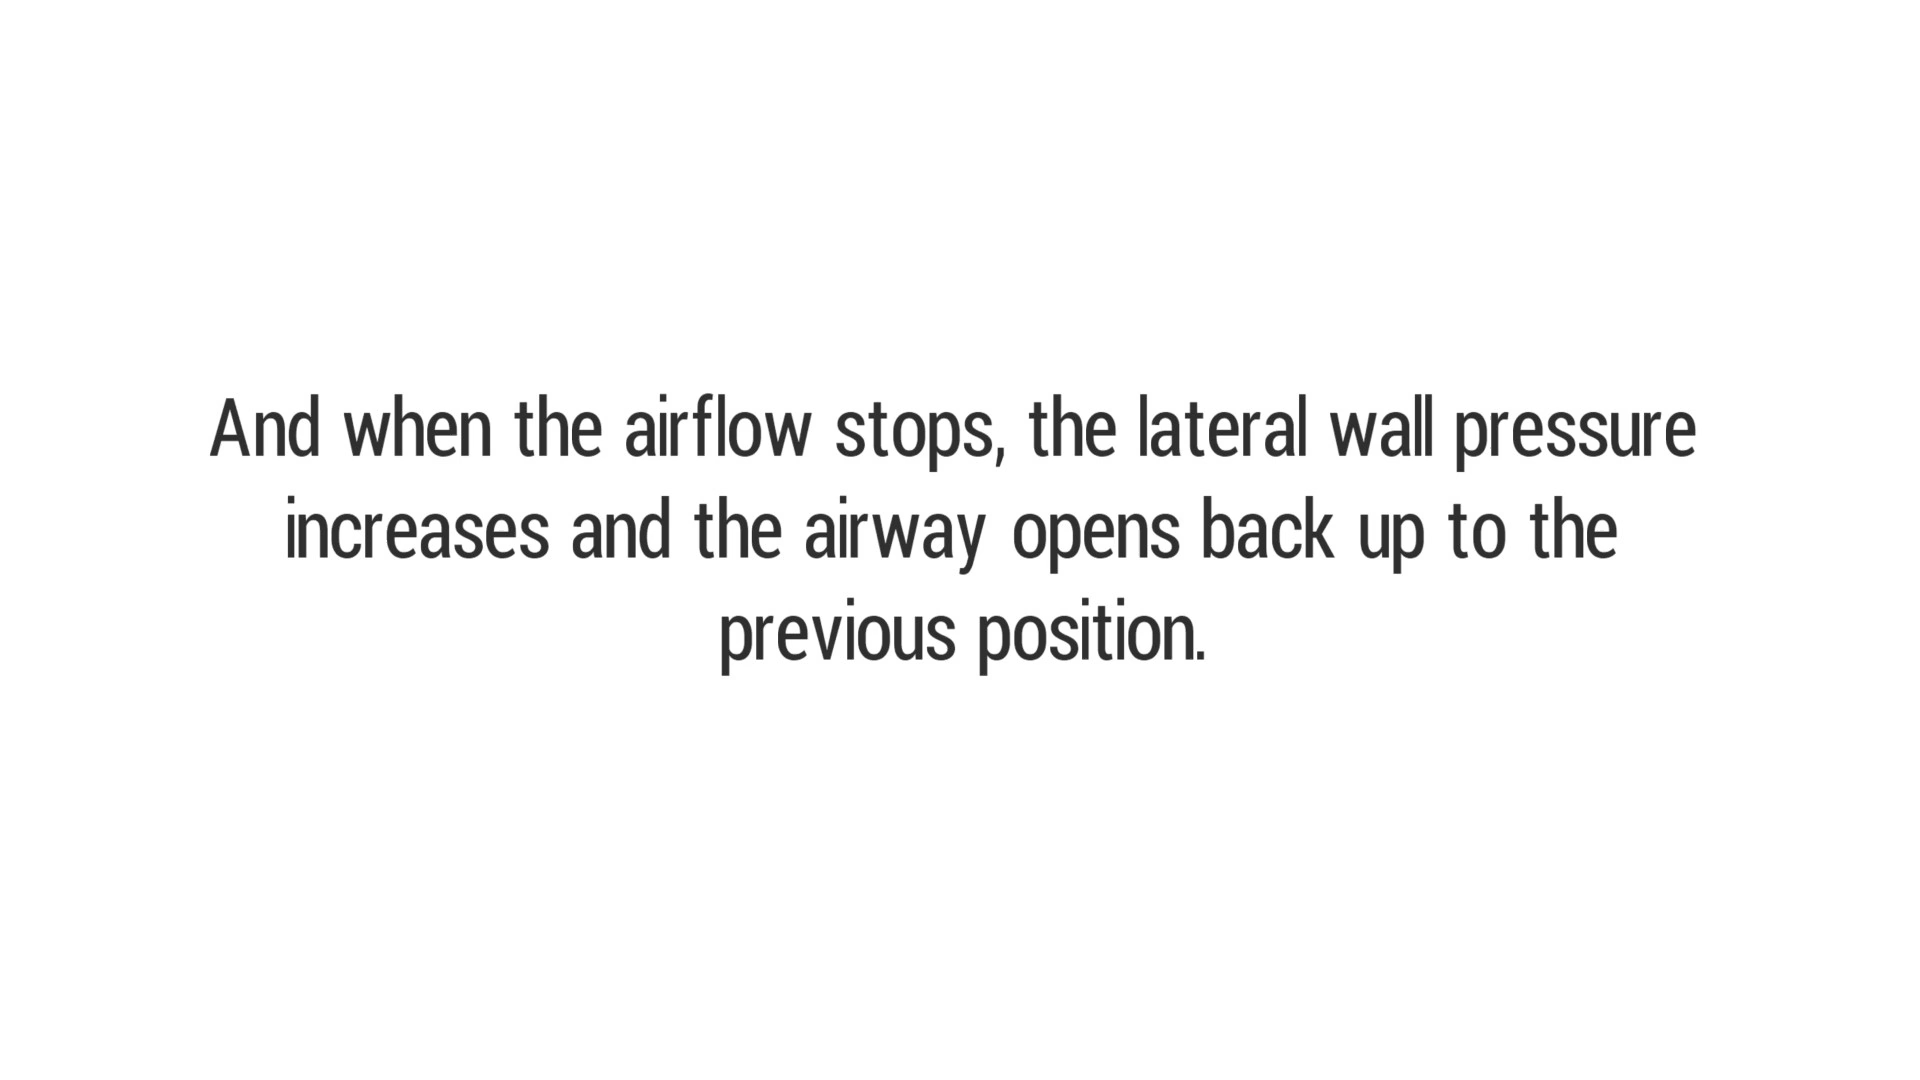 And when the airflow stops, the lateral wall pressure
increases and the airway opens back up to the
previous position.